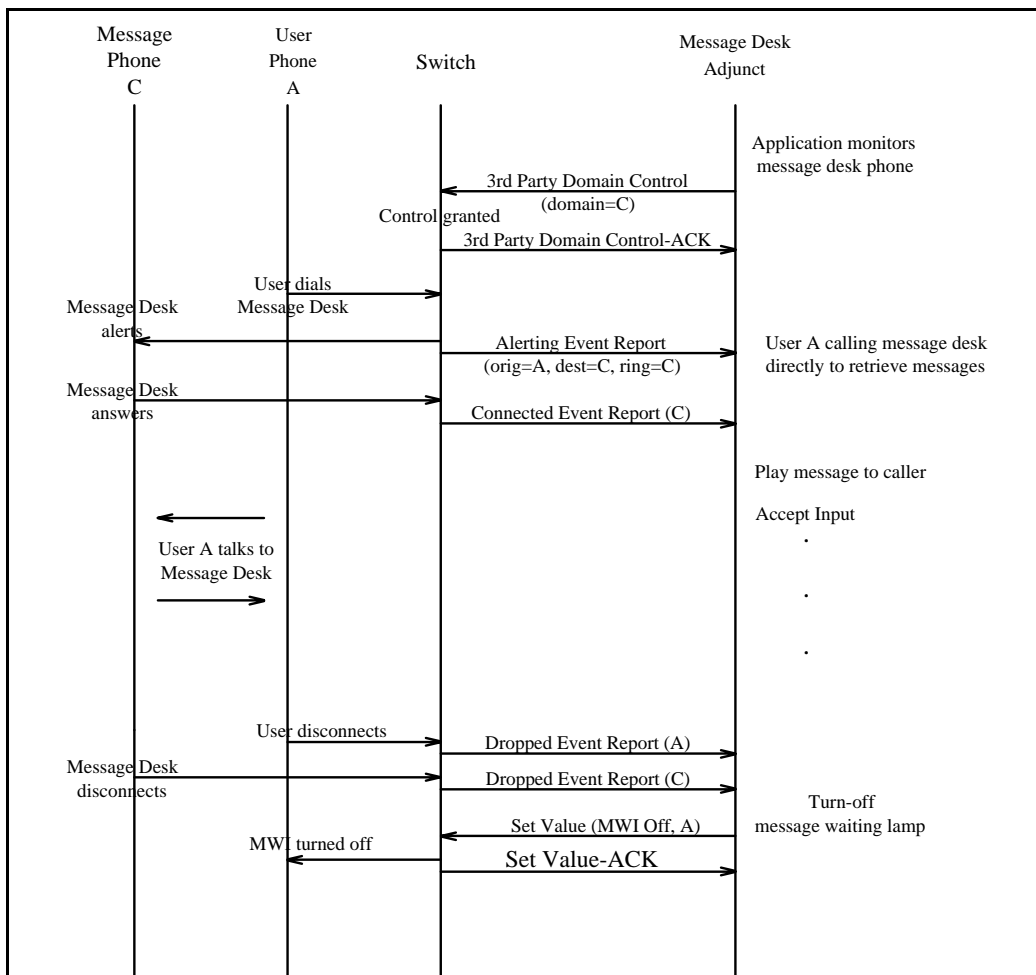 Message
Phone
C
User
Phone
A
Switch
Message Desk
Adjunct
Application monitors
message desk phone
3rd Party Domain Control
(domain=C)
Control granted
3rd Party Domain Control-ACK
User dials
Message Desk
Message Desk
alerts
Alerting Event Report
(orig=A, dest=C, ring=C)
User A calling message desk
directly to retrieve messages
Message Desk
answers
Connected Event Report (C)
Play message to caller
Accept Input
.
.
.
User A talks to
Message Desk
User disconnects
Dropped Event Report (A)
Message Desk
disconnects
Dropped Event Report (C)
Turn-off
message waiting lamp
Set Value (MWI Off, A)
MWI turned off
Set Value-ACK